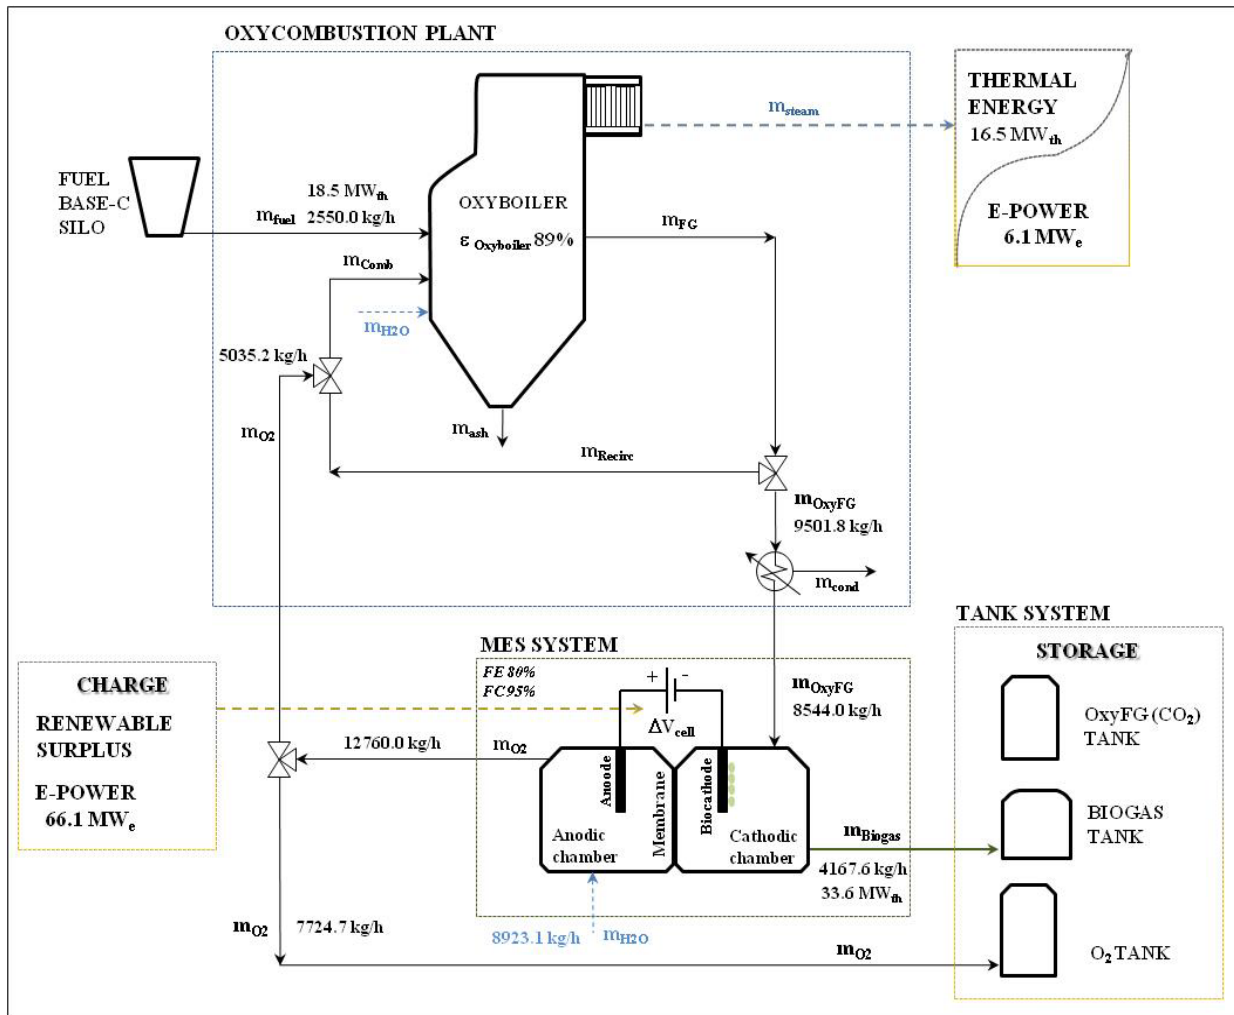 OXYCOMBUSTION PLANT
THERMAL
ENERGY
16.5 MWth
E-POWER
6.1 MWe
msteam
FUEL
BASE-C
SILO
18.5 MWth
mfuel 2550.0 kg/h
OXYBOILER
ε Oxyboiler 89%
mFG
mComb
mH2O
5035.2 kg/h
mash
mO2
mRecirc
mOxyFG
9501.8 kg/h
mcond
TANK SYSTEM
STORAGE
OxyFG (CO2)
TANK
BIOGAS
TANK
O2 TANK
MES SYSTEM
FE 80%
FC 95%
+ -
ΔVcell
mOxyFG
8544.0 kg/h
CHARGE
RENEWABLE
SURPLUS
E-POWER
66.1 MWe
12760.0 kg/h
mO2
Anoode
Membrane
Biocathode
Anodic
chamber
Cathodic
chamber
mBiogas
4167.6 kg/h
33.6 MWth
8923.1 kg/h
mH2O
mO2
7724.7 kg/h
mO2